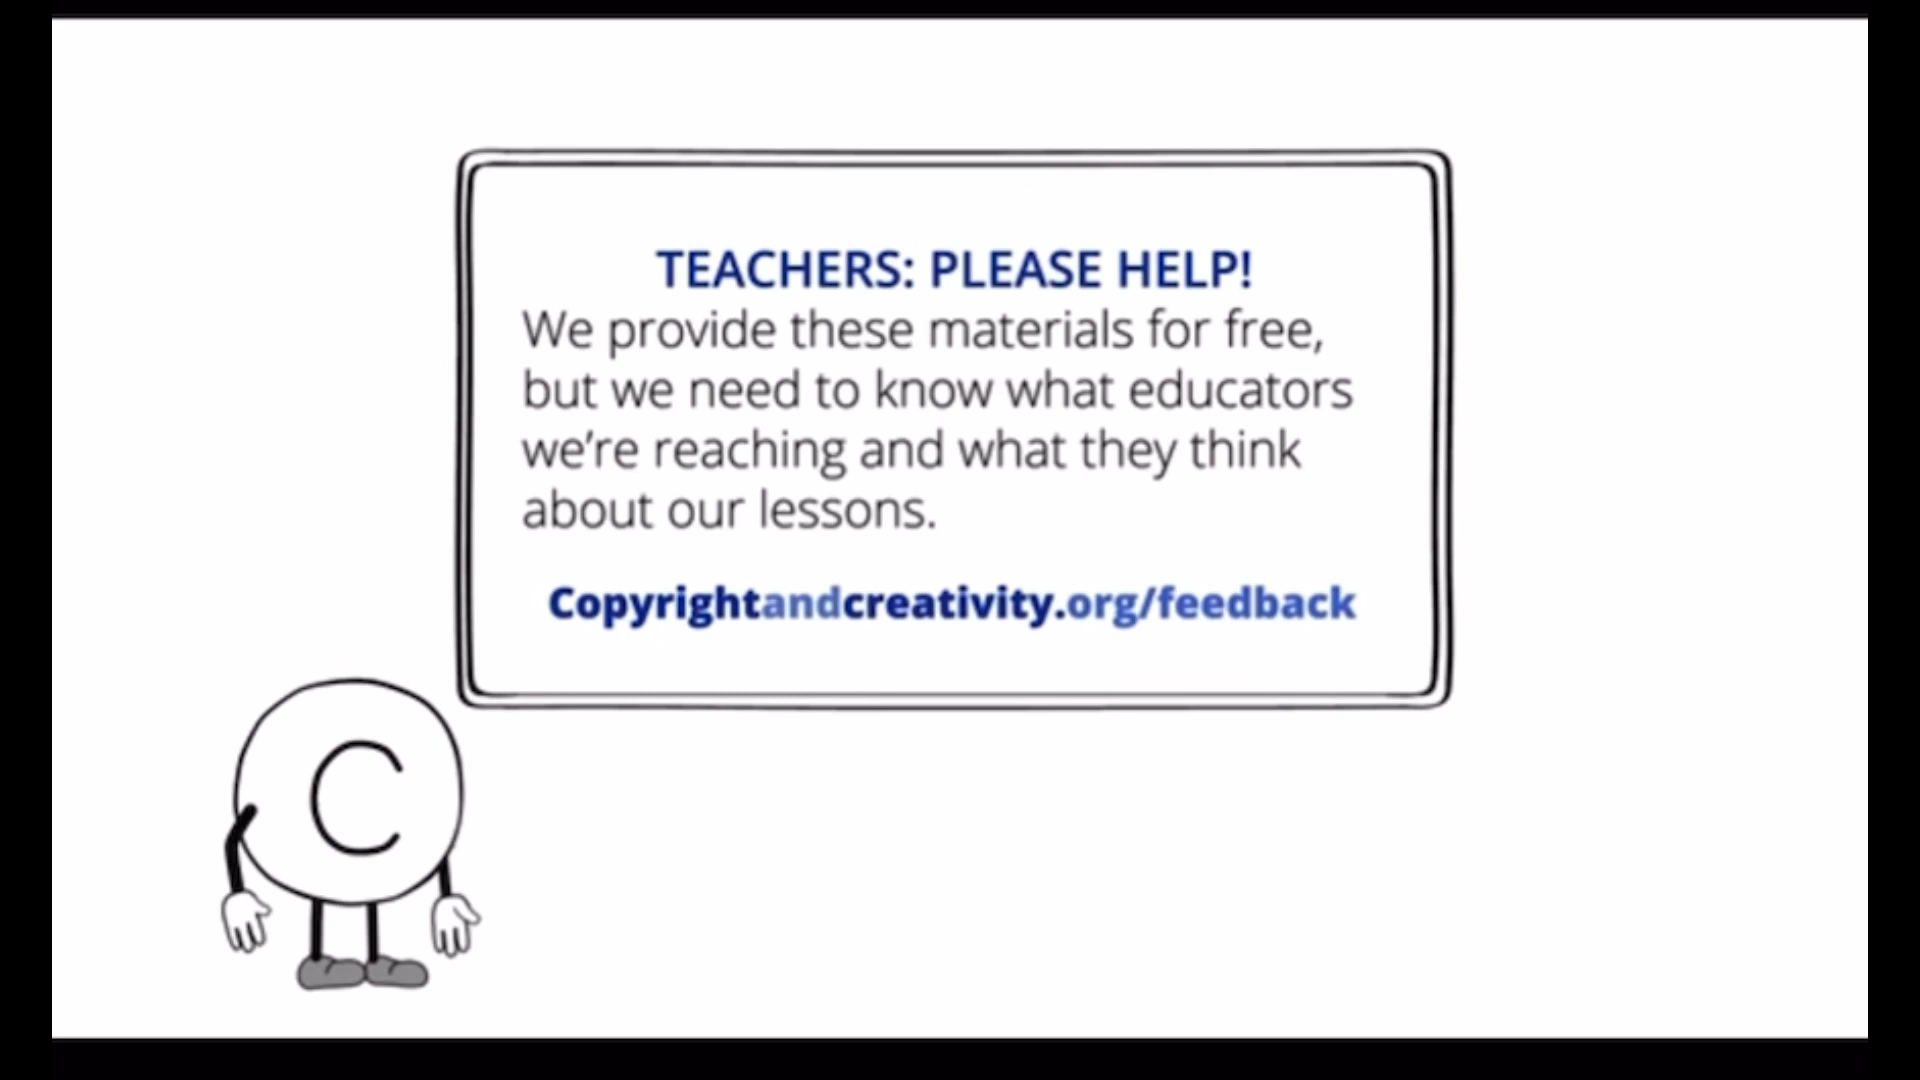 TEACHERS: PLEASE HELP!
We provide these materials for free,
but we need to know what educators
we’re reaching and what they think
about our lessons.
Copyrightandcreativity.org/feedback
C